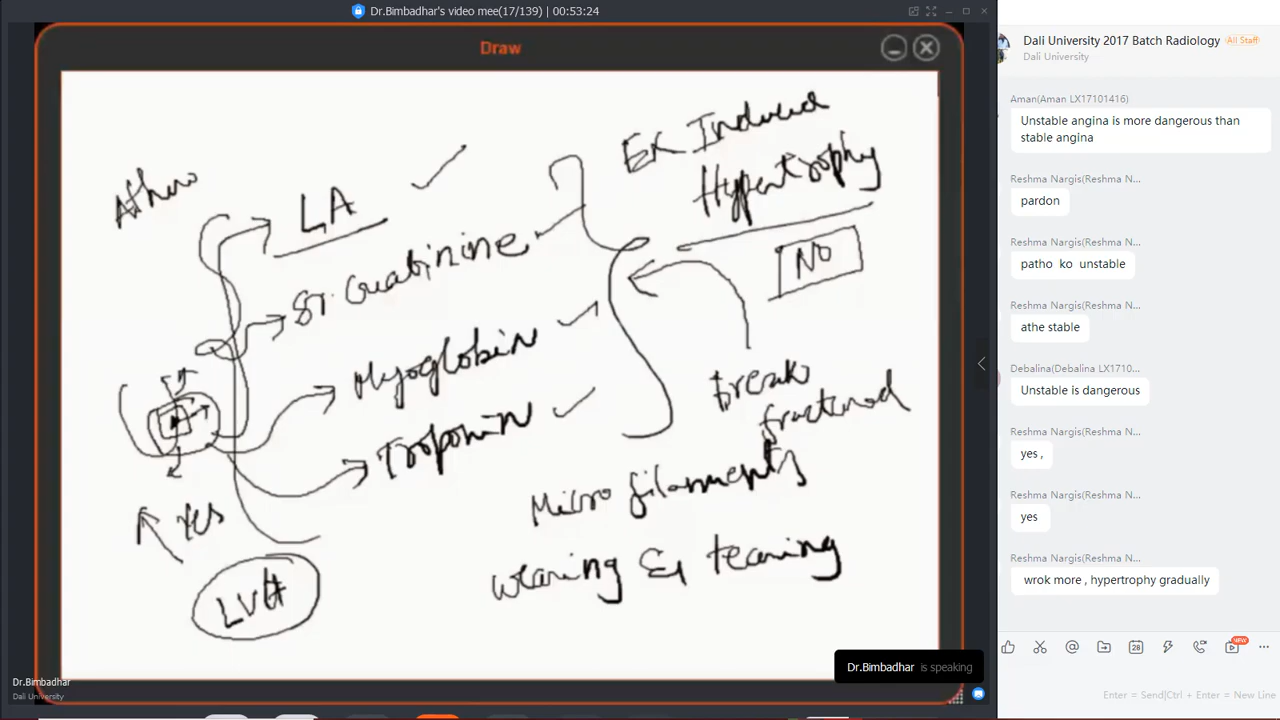 Dr.Bimbadhar's video mee(17/139) | 00:53:24
Draw
Athero
LA
Sr. Creatinine
Myoglobin
Troponin
Yes
LVH
Ex Induced
Hypertrophy
NO
break
fractured
Micro filaments
wearing & tearing
Dr.Bimbadhar
Dali University
Dr.Bimbadhar is speaking
Dali University 2017 Batch Radiology All Staff
Dali University
Aman(Aman LX17101416)
Unstable angina is more dangerous than
stable angina
Reshma Nargis(Reshma N...
pardon
Reshma Nargis(Reshma N...
patho ko unstable
Reshma Nargis(Reshma N...
athe stable
Debalina(Debalina LX1710...
Unstable is dangerous
Reshma Nargis(Reshma N...
yes ,
Reshma Nargis(Reshma N...
yes
Reshma Nargis(Reshma N...
wrok more , hypertrophy gradually
28
NEW
Enter = Send|Ctrl + Enter = New Line